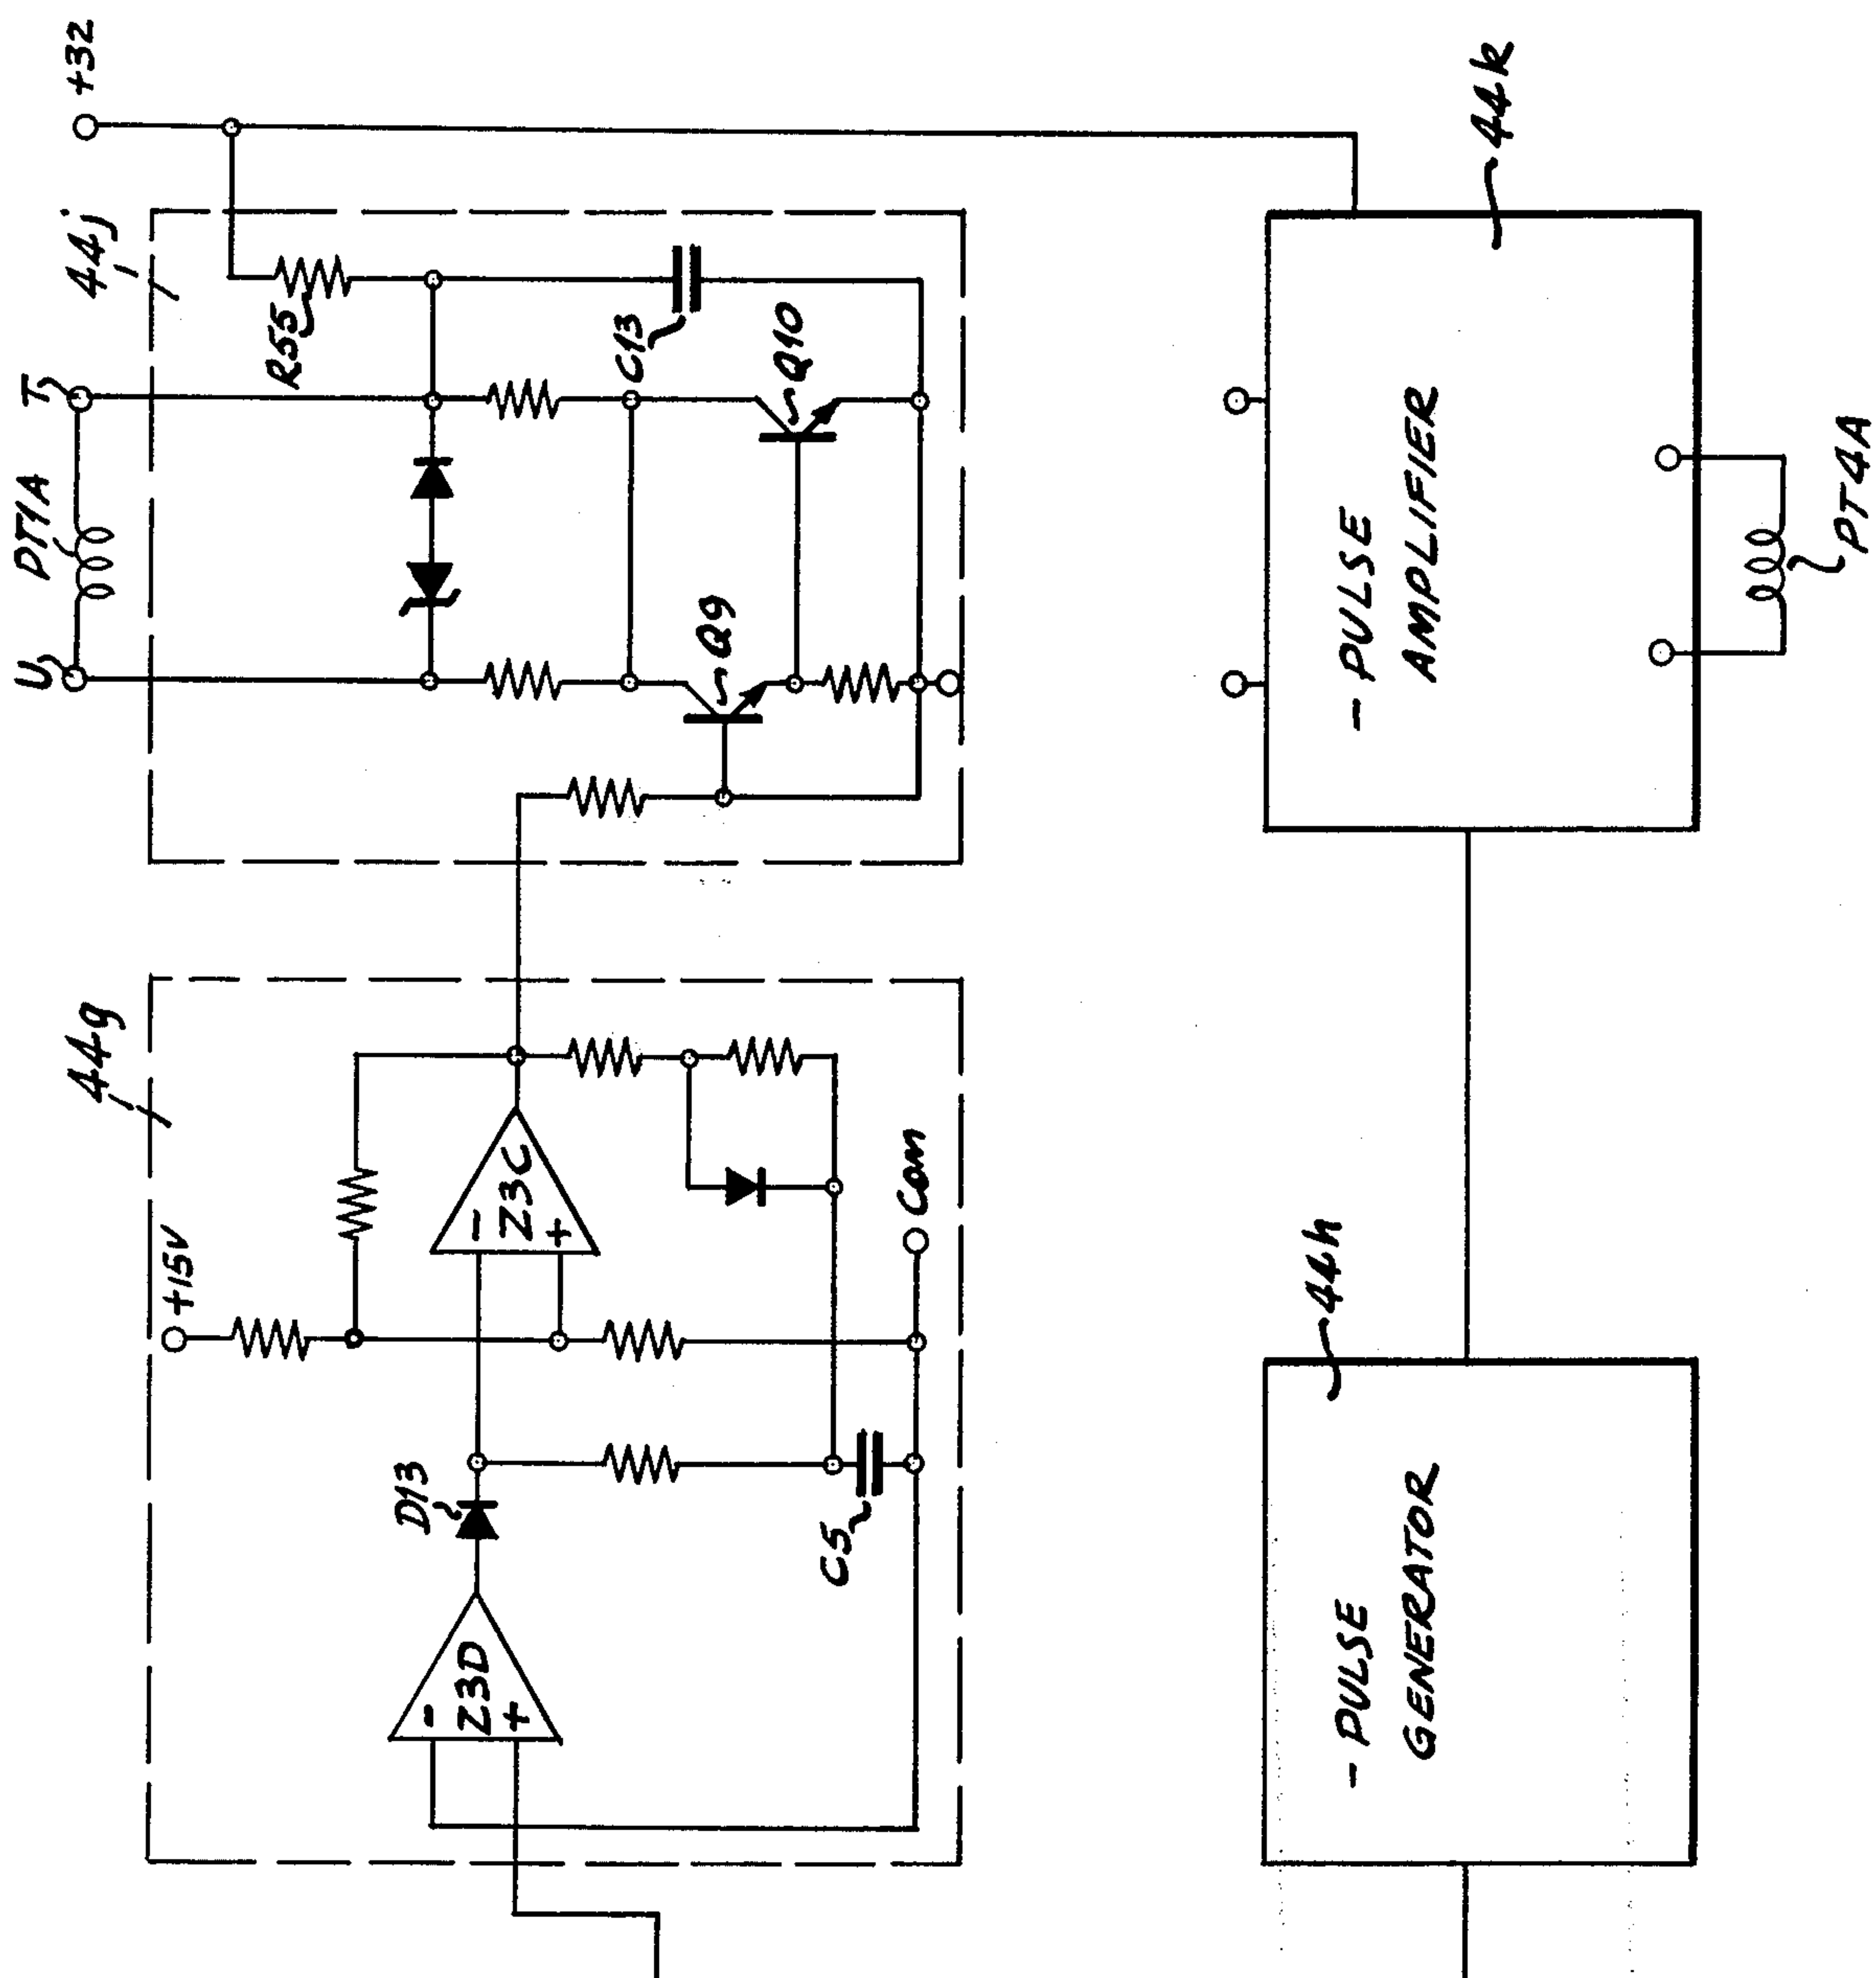 +32
44j
T
DT1A
U
R55
C13
Q10
Q9
44g
+15V
-
Z3C
+
Com
D13
C5
-
Z3D
+
44k
- PULSE
AMPLIFIER
PT4A
44h
- PULSE
GENERATOR